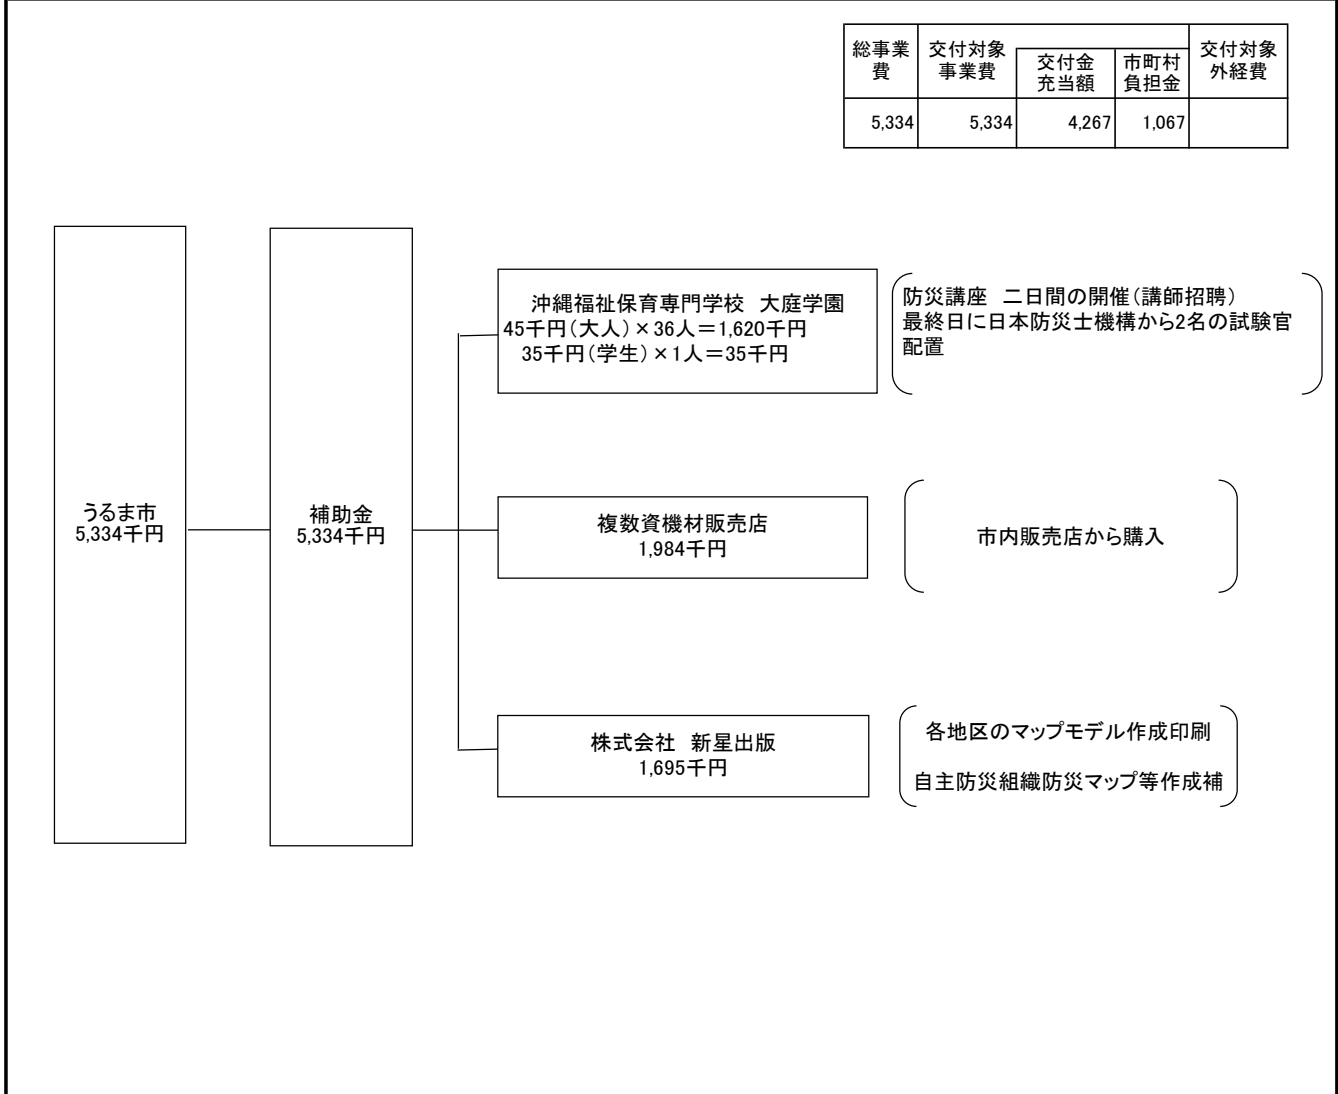 総事業
費
交付対象
事業費
交付金
充当額
市町村
負担金
交付対象
外経費
5,334
5,334
4,267
1,067
うるま市
5,334千円
補助金
5,334千円
沖縄福祉保育専門学校　大庭学園
45千円(大人)×36人＝1,620千円
35千円(学生)×1人＝35千円
防災講座　二日間の開催(講師招聘)
最終日に日本防災士機構から2名の試験官
配置
複数資機材販売店
1,984千円
市内販売店から購入
株式会社　新星出版
1,695千円
各地区のマップモデル作成印刷
自主防災組織防災マップ等作成補